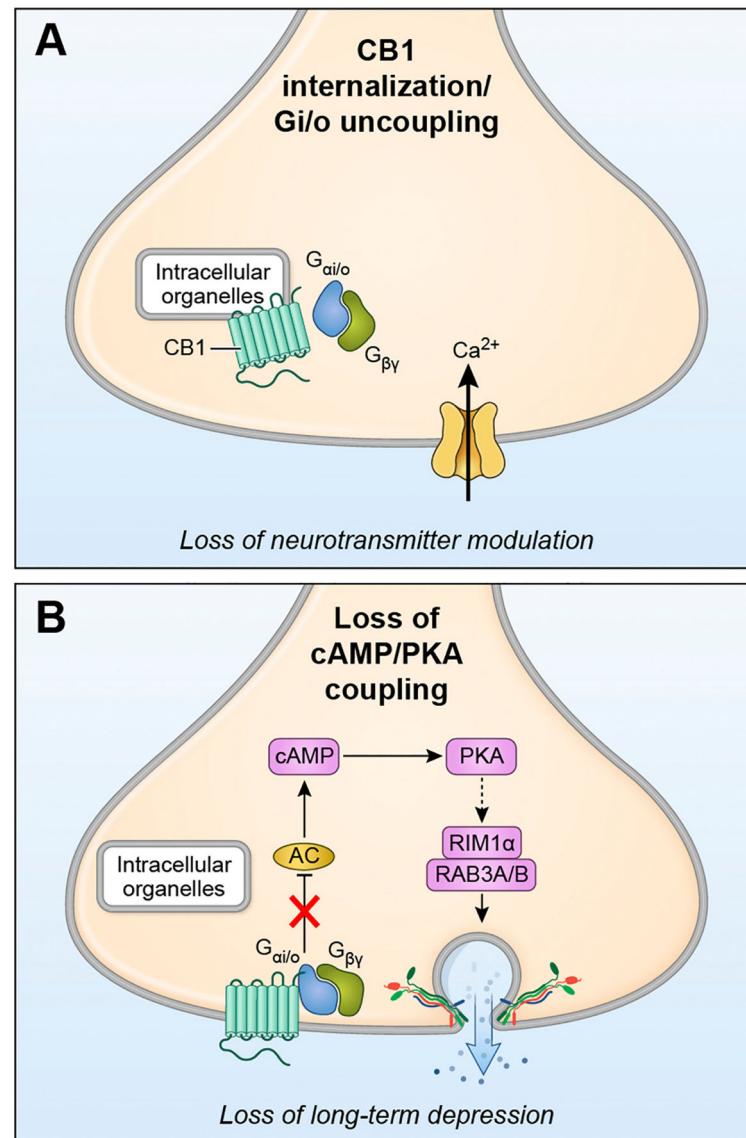 A
CB1
internalization/
Gi/o uncoupling
Intracellular
organelles
Gαi/o
CB1
Gβγ
Ca2+
Loss of neurotransmitter modulation
B
Loss of
cAMP/PKA
coupling
cAMP
PKA
RIM1α
RAB3A/B
AC
Intracellular
organelles
Gαi/o
Gβγ
Loss of long-term depression